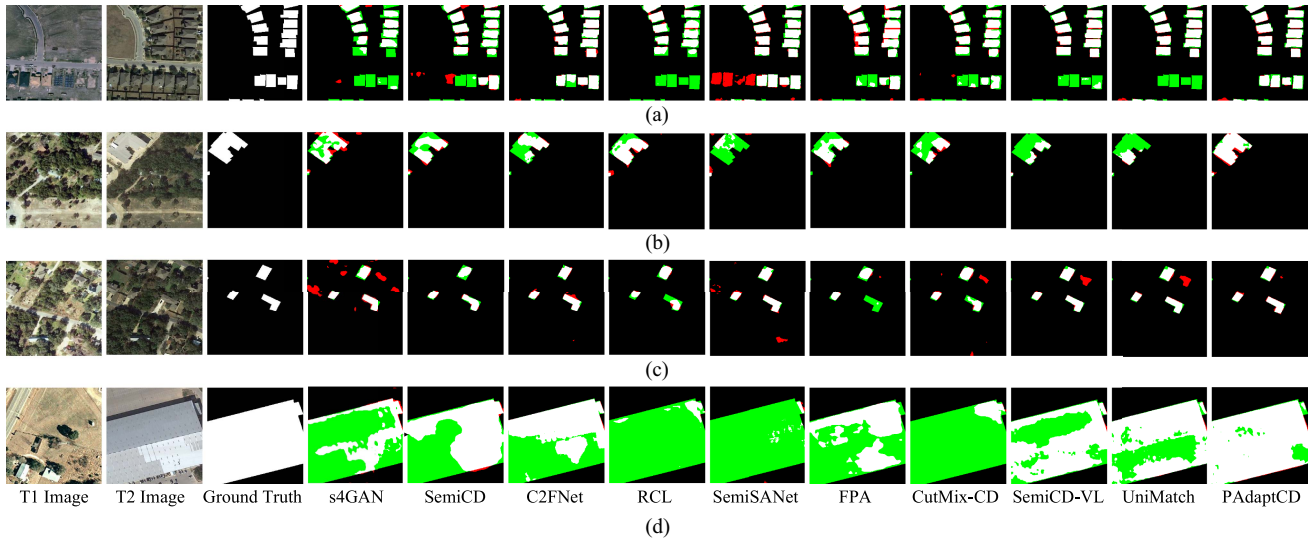 (a)
(b)
(c)
T1 Image T2 Image Ground Truth s4GAN SemiCD C2FNet RCL SemiSANet FPA CutMix-CD SemiCD-VL UniMatch PAdaptCD
(d)